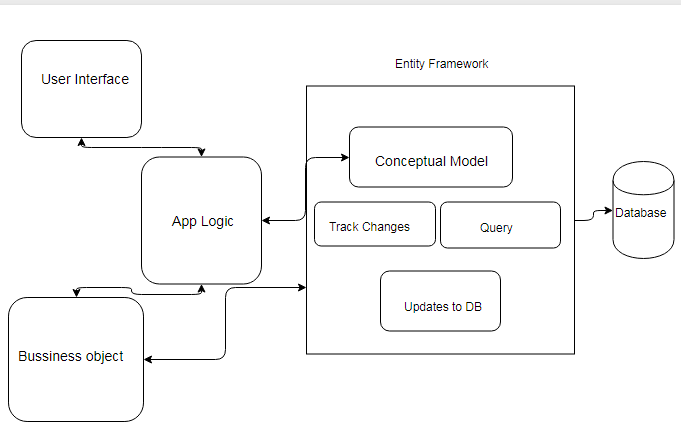 Entity Framework
User Interface
Conceptual Model
App Logic
Track Changes
Query
Database
Updates to DB
Bussiness object